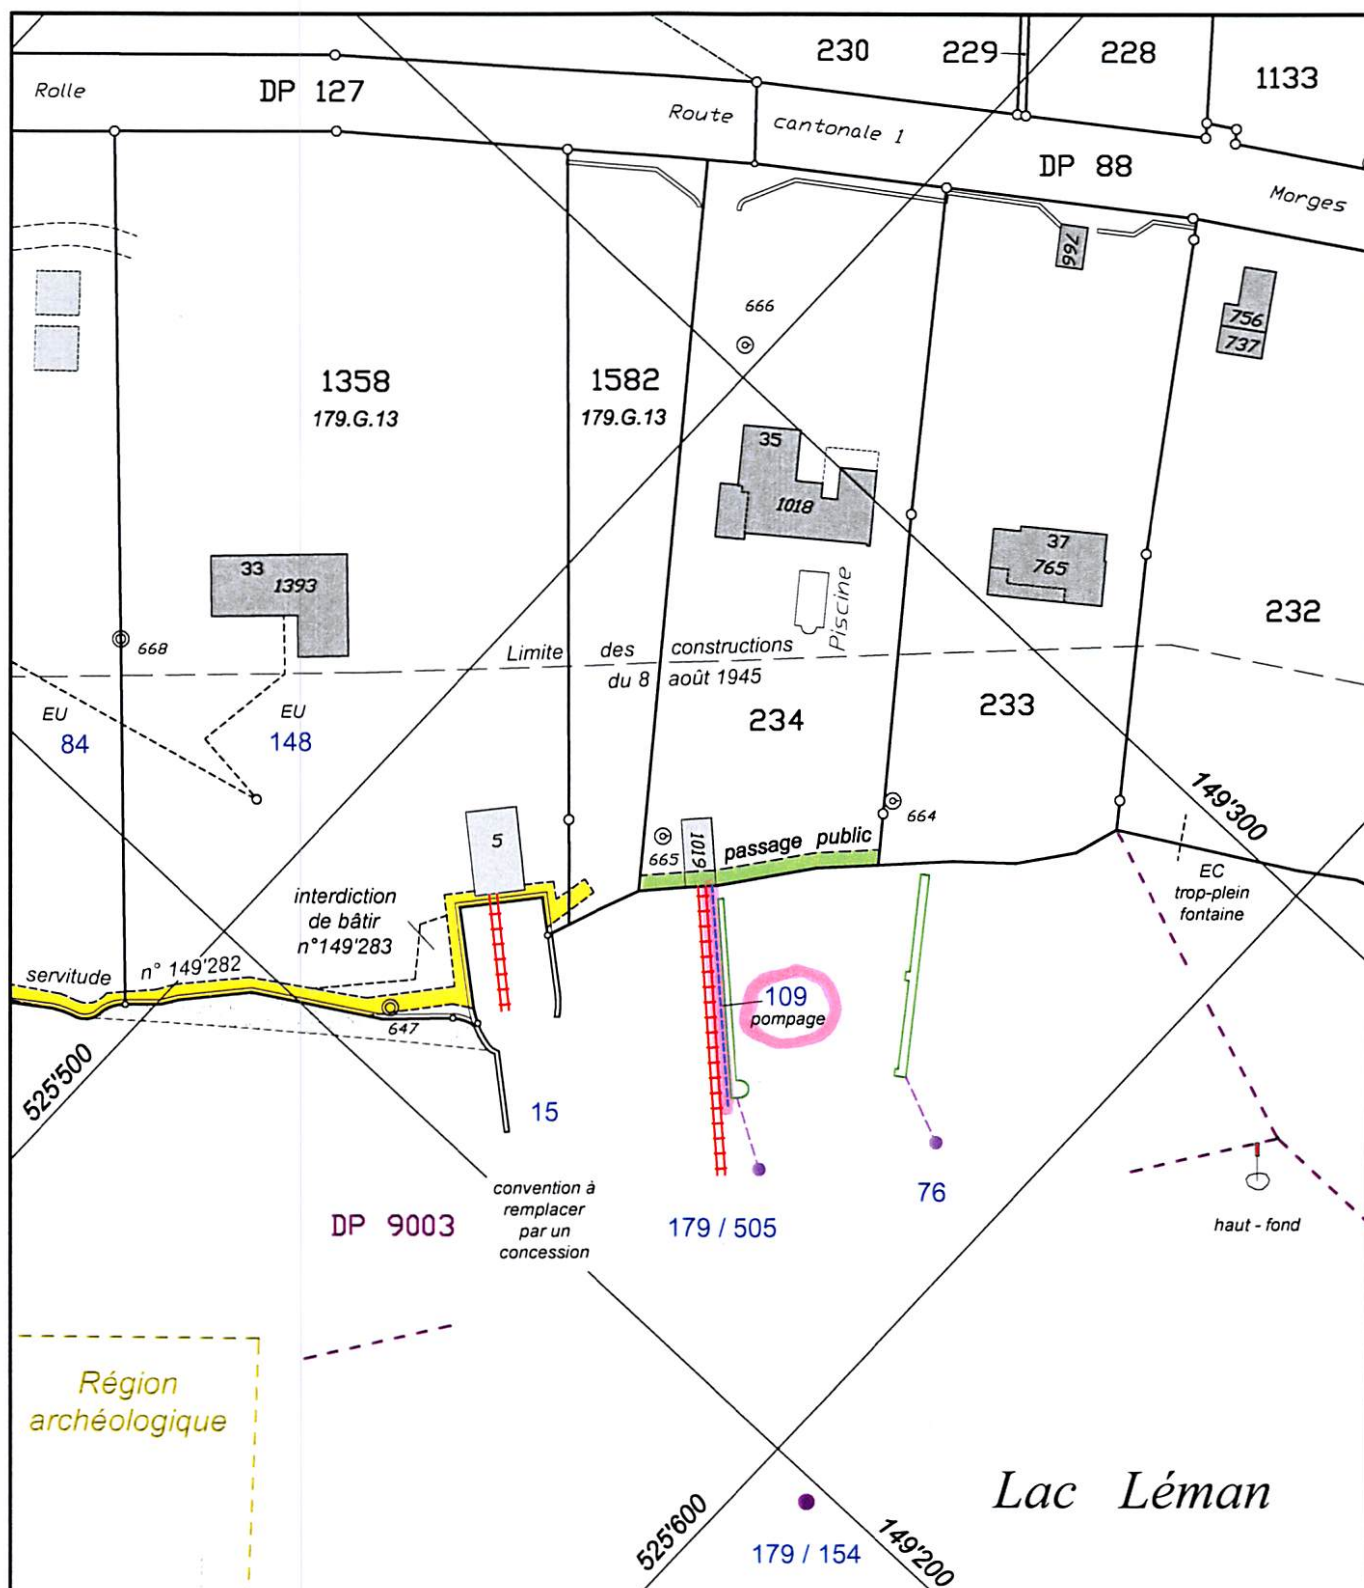 230
229
228
1133
Rolle
DP 127
Route cantonale 1
DP 88
Morges
766
666
756
737
1358
179.G.13
1582
179.G.13
35
1018
33
1393
37
765
Piscine
232
668
Limite des constructions
du 8 août 1945
EU
84
EU
148
234
233
149'300
5
665
1019
passage public
664
EC
trop-plein
fontaine
interdiction
de bâtir
n°149'283
servitude n° 149'282
647
109
pompage
525'500
15
convention à
remplacer
par un
concession
DP 9003
179 / 505
76
haut - fond
Région
archéologique
Lac Léman
525'600
149'200
179 / 154